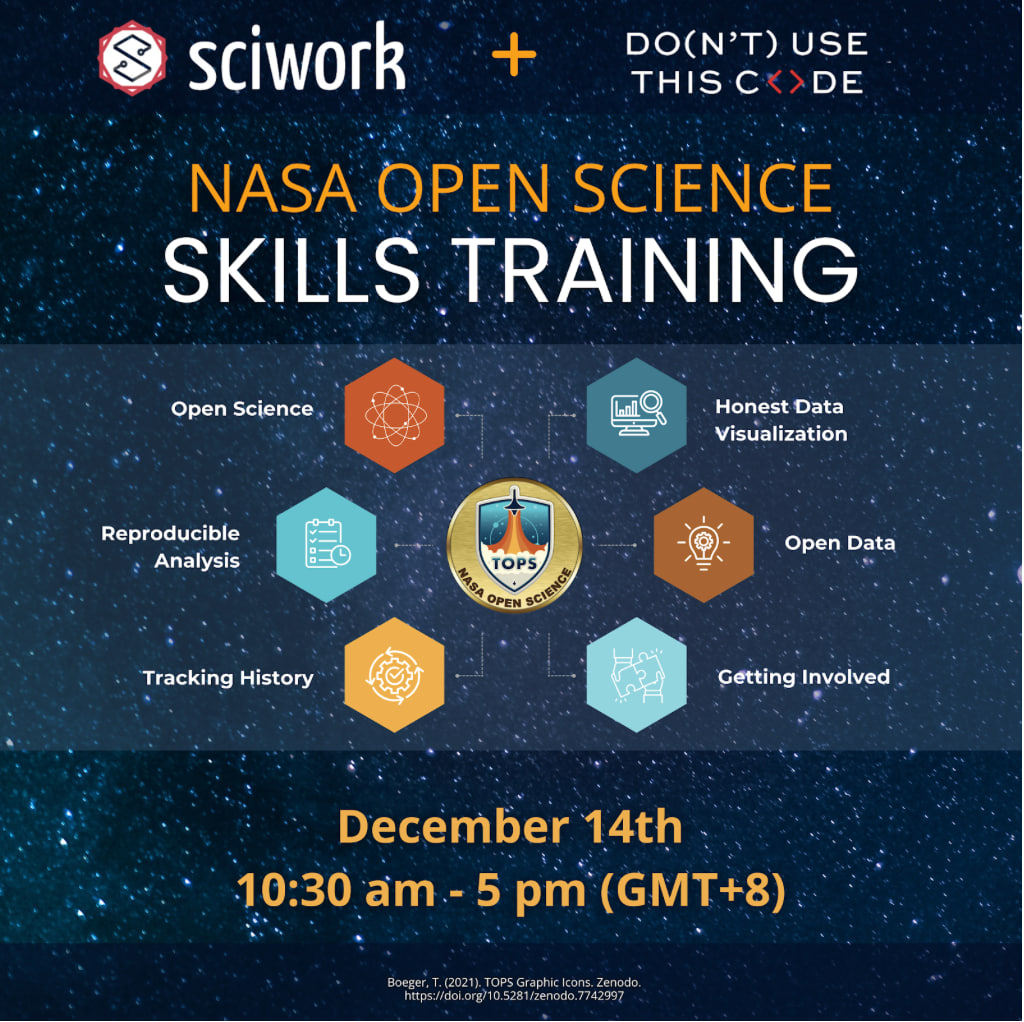 sciwork
+
DO(N'T) USE
THIS C<>DE
NASA OPEN SCIENCE
SKILLS TRAINING
Open Science
Honest Data
Visualization
Reproducible
Analysis
TOPS
NASA OPEN SCIENCE
Open Data
Tracking History
Getting Involved
December 14th
10:30 am - 5 pm (GMT+8)
Boeger, T. (2021). TOPS Graphic Icons. Zenodo.
https://doi.org/10.5281/zenodo.7742997